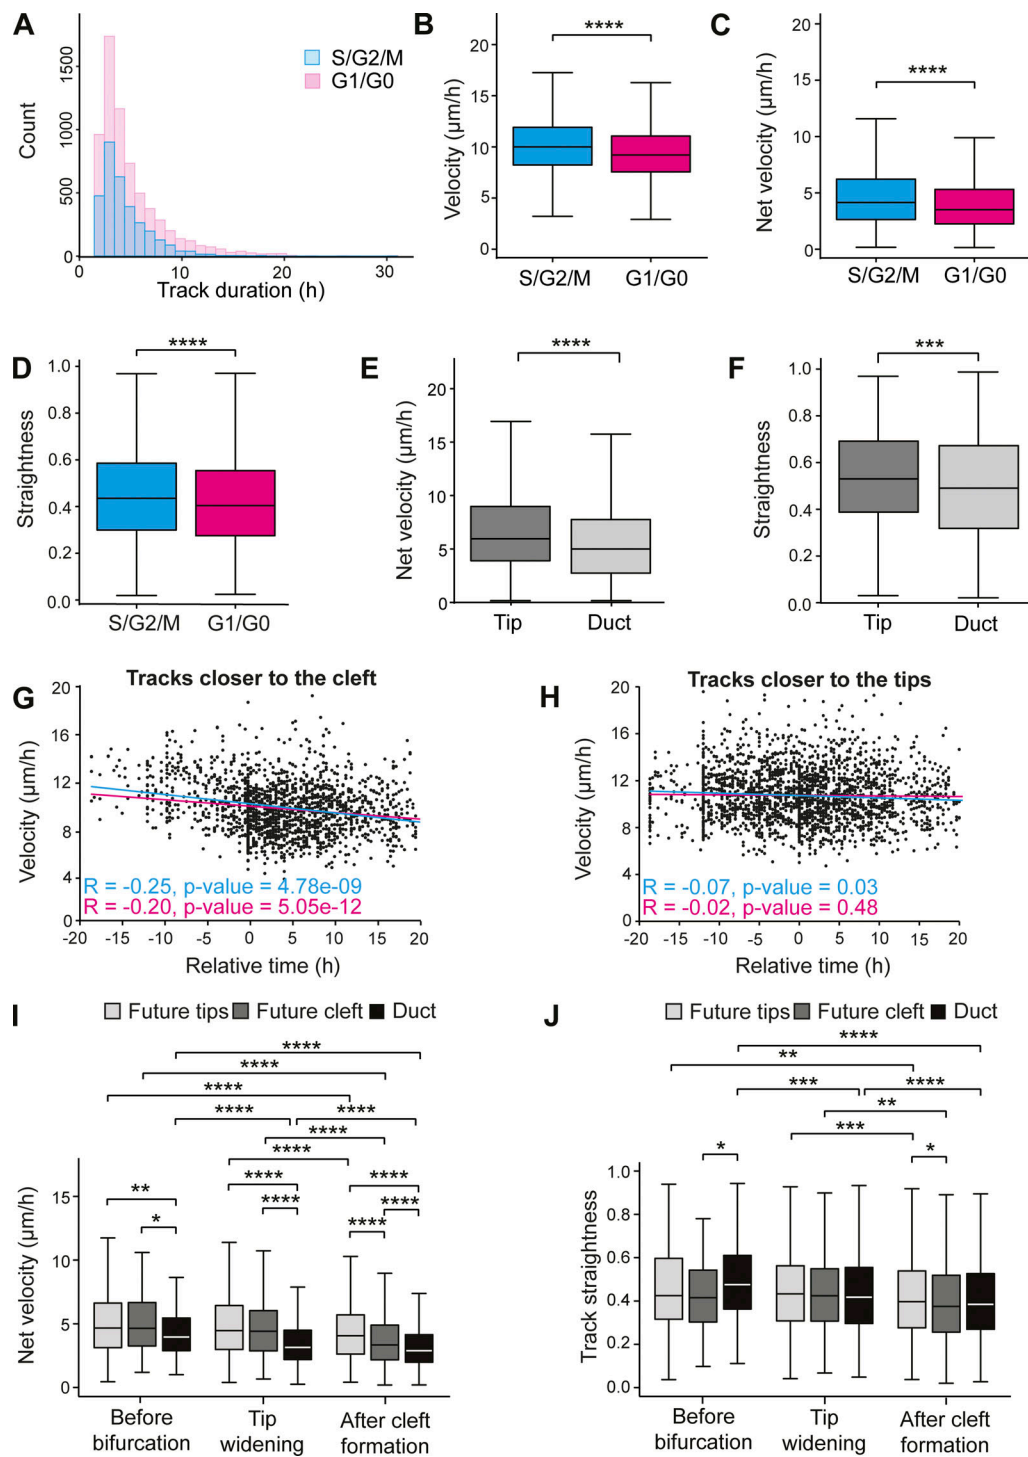 A
S/G2/M
G1/G0
Count
1500
1000
500
0
0 10 20 30
Track duration (h)
B
****
Velocity (µm/h)
20
15
10
5
0
S/G2/M G1/G0
C
****
Net velocity (µm/h)
20
15
10
5
0
S/G2/M G1/G0
D
****
Straightness
1.0
0.8
0.6
0.4
0.2
0.0
S/G2/M G1/G0
E
****
Net velocity (µm/h)
20
15
10
5
0
Tip Duct
F
***
Straightness
1.0
0.8
0.6
0.4
0.2
0.0
Tip Duct
G
Tracks closer to the cleft
Velocity (µm/h)
20
16
12
8
4
0
R = -0.25, p-value = 4.78e-09
R = -0.20, p-value = 5.05e-12
-20 -15 -10 -5 0 5 10 15 20
Relative time (h)
H
Tracks closer to the tips
Velocity (µm/h)
20
16
12
8
4
0
R = -0.07, p-value = 0.03
R = -0.02, p-value = 0.48
-20 -15 -10 -5 0 5 10 15 20
Relative time (h)
I
Future tips Future cleft Duct
****
****
****
**** ****
****
****
** **** ****
* **** ****
****
Net velocity (µm/h)
15
10
5
0
Before bifurcation
Tip widening
After cleft formation
J
Future tips Future cleft Duct
****
**
*** ****
**
***
* *
Track straightness
1.0
0.8
0.6
0.4
0.2
0.0
Before bifurcation
Tip widening
After cleft formation